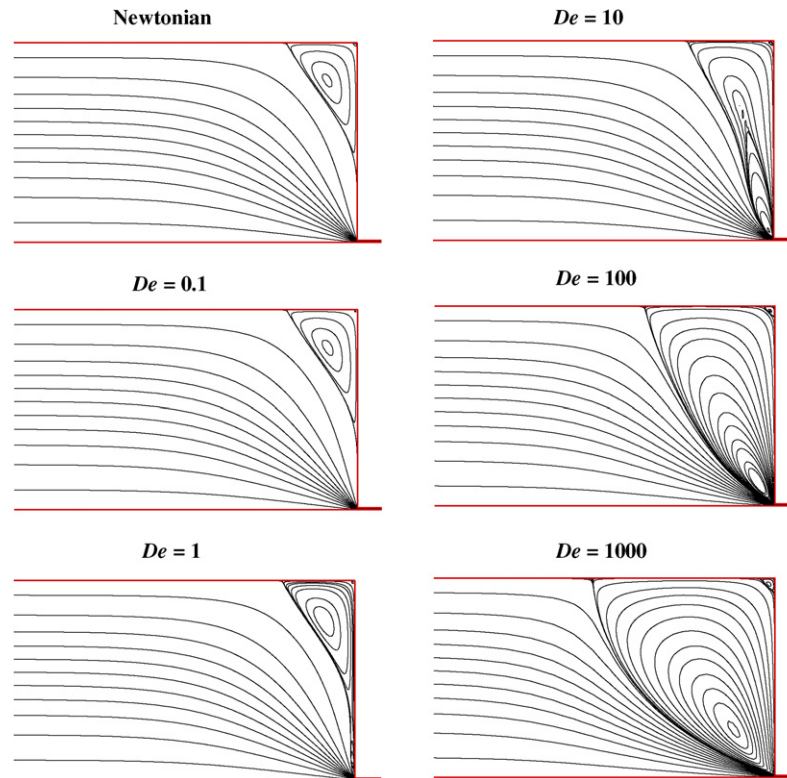 Newtonian
De = 10
De = 0.1
De = 100
De = 1
De = 1000